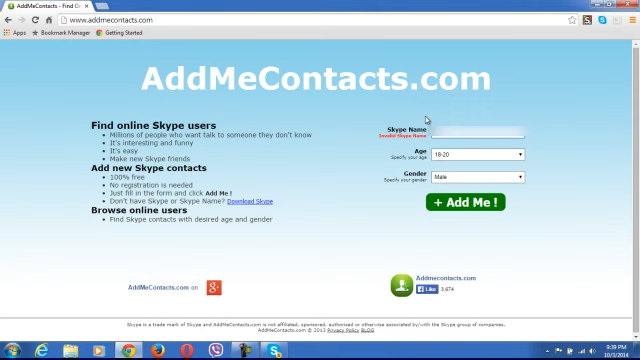 AddMeContacts - Find On
www.addmecontacts.com
Apps Bookmark Manager Getting Started
AddMeContacts.com
Find Skype users
Millions of people who want talk to someone they don't know
It's interesting and funny
It's easy
Make new Skype friends
Add new Skype contacts
100% free
No registration is needed
Just fill in the form and click Add Me !
Don't have Skype or Skype Name? Download Skype
Browse online users
Find Skype contacts with desired age and gender
Skype Name
Invalid Skype Name
Age
Specify your age
18-20
Gender
Specify your gender
Male
+ Add Me !
AddMeContacts.com on
Addmecontacts.com
Like 3,674
Skype is a trade mark of Skype and AddMeContacts.com is not affiliated, sponsored, authorised or otherwise associated by/with the Skype group of companies.
AddMeContacts.com © 2013 Privacy Policy BLOG
9:39 PM